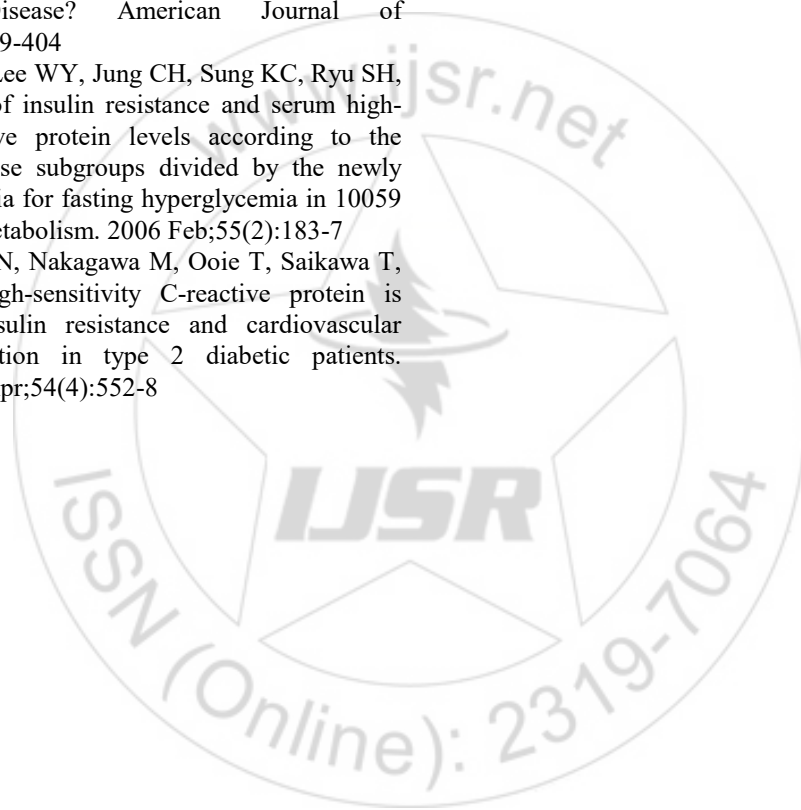 isease? American Journal of
9-404
Lee WY, Jung CH, Sung KC, Ryu SH,
of insulin resistance and serum high-
ve protein levels according to the
se subgroups divided by the newly
ia for fasting hyperglycemia in 10059
etabolism. 2006 Feb;55(2):183-7
N, Nakagawa M, Ooie T, Saikawa T,
gh-sensitivity C-reactive protein is
sulin resistance and cardiovascular
tion in type 2 diabetic patients.
pr;54(4):552-8
www.ijsr.net
IJSR
ISSN (Online): 2319-7064